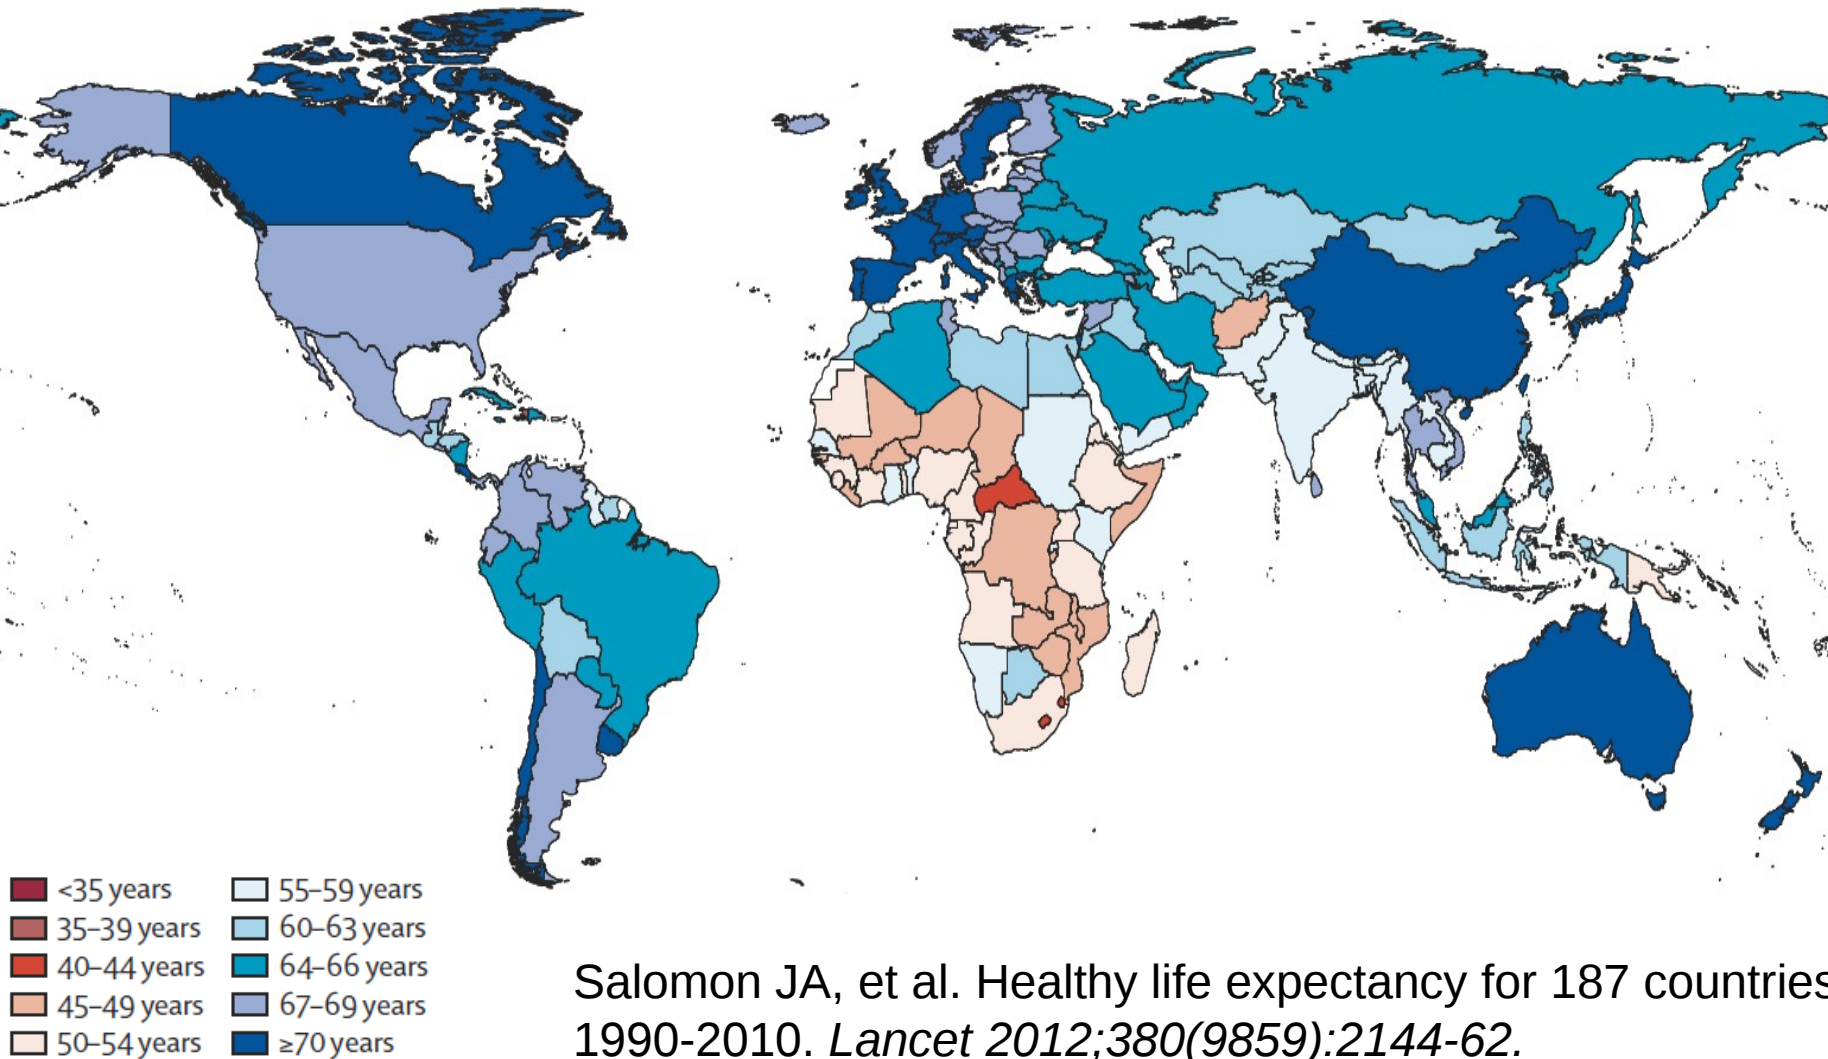 <35 years
35–39 years
40–44 years
45–49 years
50–54 years
55–59 years
60–63 years
64–66 years
67–69 years
≥70 years
Salomon JA, et al. Healthy life expectancy for 187 countries
1990-2010. Lancet 2012;380(9859):2144-62.